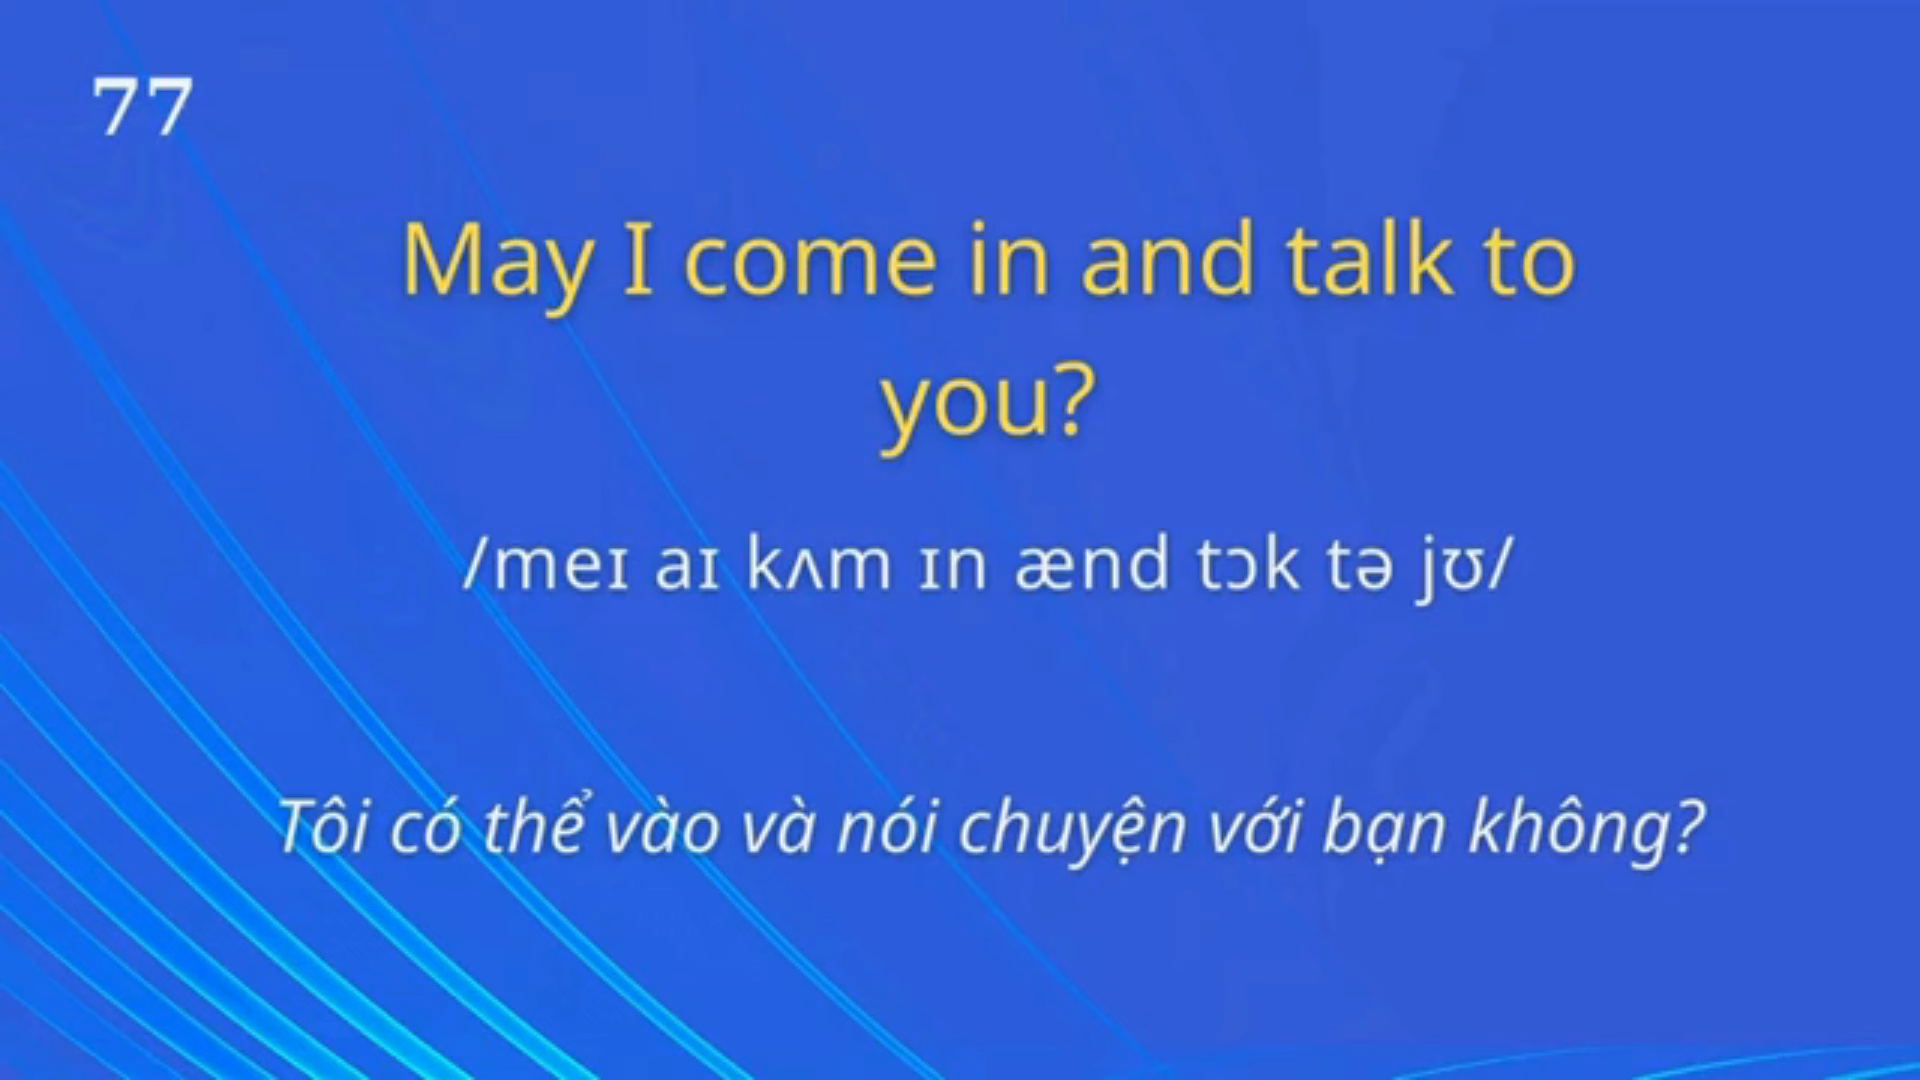 77
May I come in and talk to
you?
/meɪ aɪ kʌm ɪn ænd tɔk tə jʊ/
Tôi có thể vào và nói chuyện với bạn không?